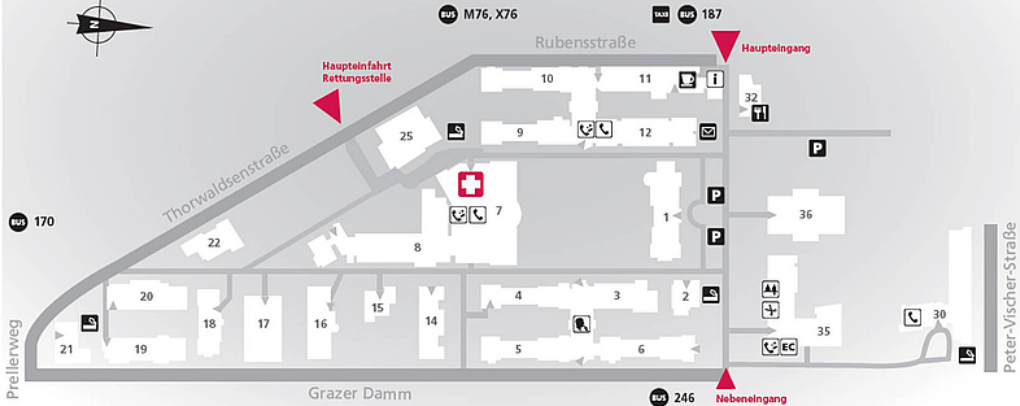 N
BUS M76, X76
TAXI BUS 187
Rubensstraße
Haupteingang
Haupteinfahrt
Rettungsstelle
10
11
i
32
25
9
12
P
Thorwaldsenstraße
BUS 170
7
P
1
36
22
8
P
Peter-Vischer-Straße
20
4
3
2
18
17
16
15
14
30
35
21
19
5
6
EC
Prellerweg
Grazer Damm
BUS 246
Nebeneingang